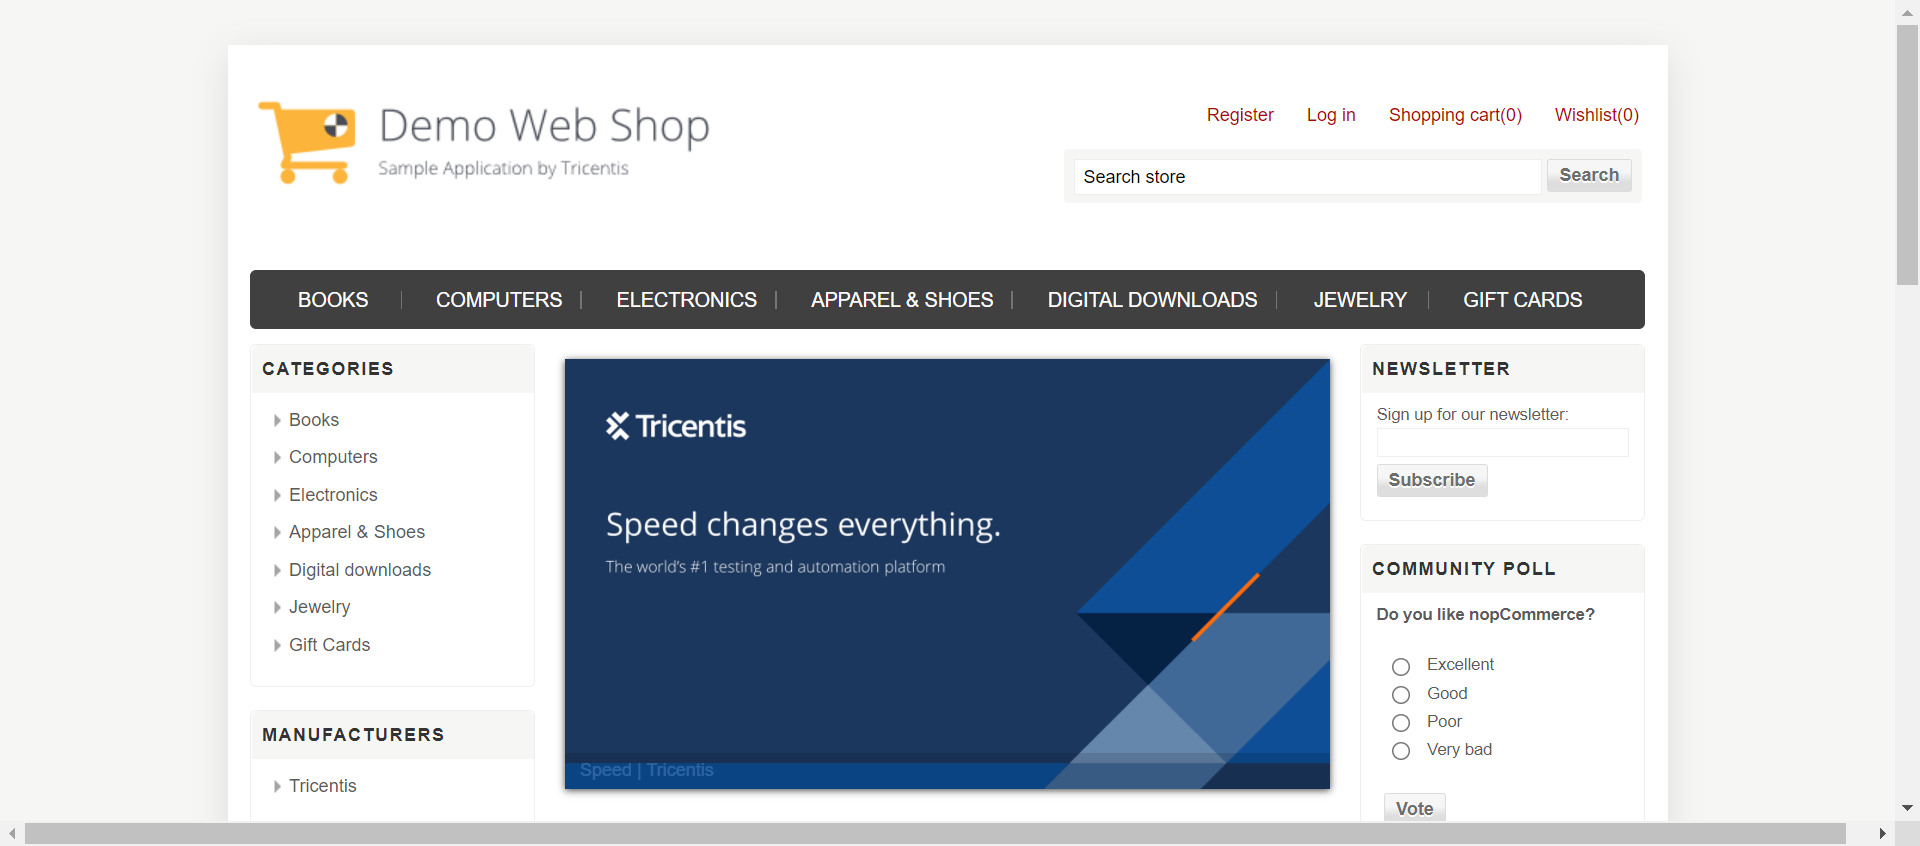 Demo Web Shop
Sample Application by Tricentis
Register Log in Shopping cart(0) Wishlist(0)
Search store Search
BOOKS COMPUTERS ELECTRONICS APPAREL & SHOES DIGITAL DOWNLOADS JEWELRY GIFT CARDS
CATEGORIES
Books
Computers
Electronics
Apparel & Shoes
Digital downloads
Jewelry
Gift Cards
MANUFACTURERS
Tricentis
Tricentis
Speed changes everything.
The world's #1 testing and automation platform
Speed | Tricentis
NEWSLETTER
Sign up for our newsletter:
Subscribe
COMMUNITY POLL
Do you like nopCommerce?
Excellent
Good
Poor
Very bad
Vote